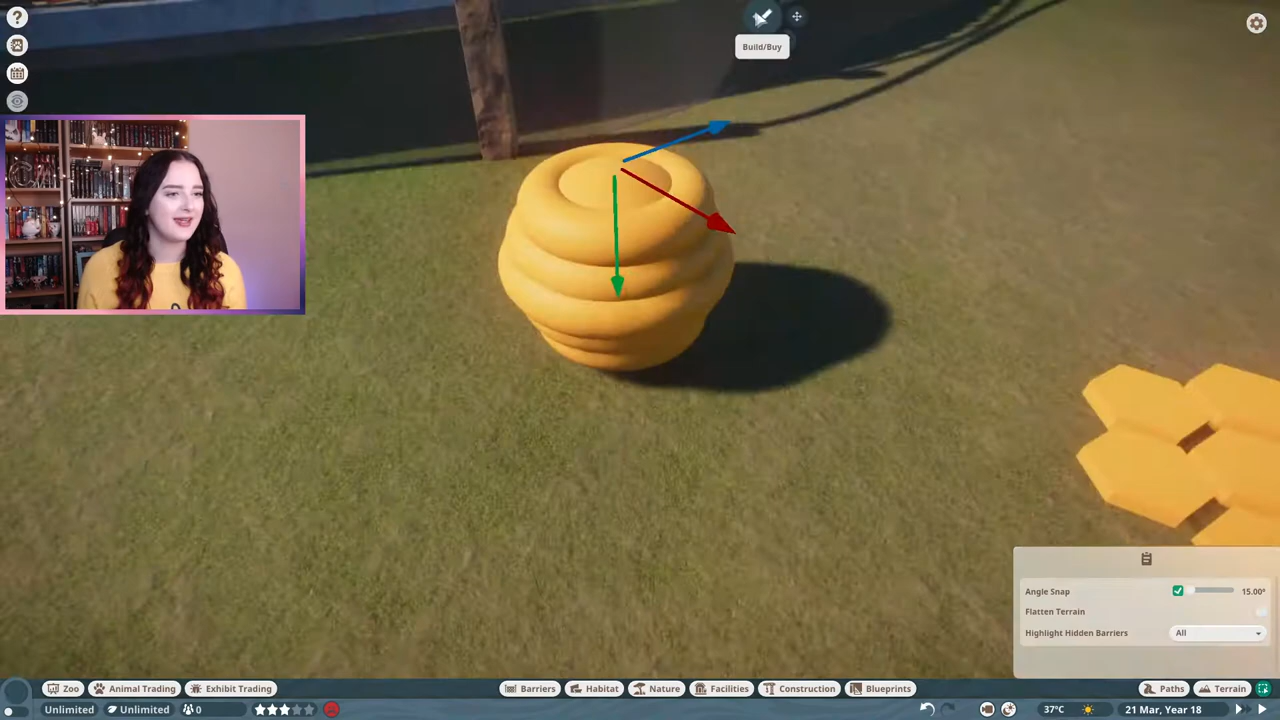 ?
Build/Buy
Angle Snap 15.00°
Flatten Terrain
Highlight Hidden Barriers All
Zoo Animal Trading Exhibit Trading Barriers Habitat Nature Facilities Construction Blueprints Paths Terrain
Unlimited Unlimited 0 37°C 21 Mar, Year 18